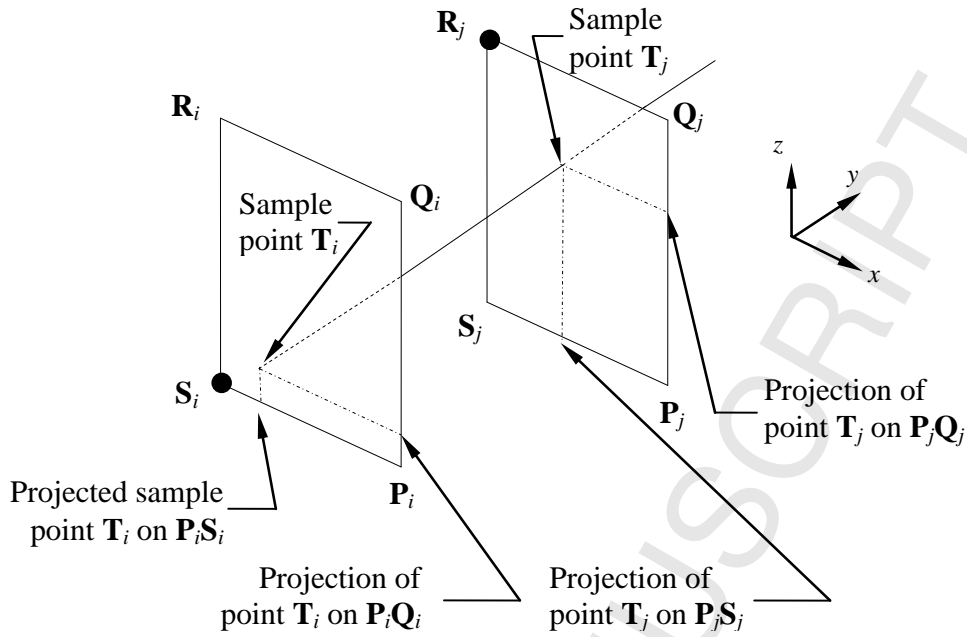 R_j
Sample
point T_j
R_i
Q_j
z
y
x
Q_i
Sample
point T_i
S_j
S_i
P_j
Projection of
point T_j on P_jQ_j
P_i
Projected sample
point T_i on P_iS_i
Projection of
point T_i on P_iQ_i
Projection of
point T_j on P_jS_j
USCRIPT